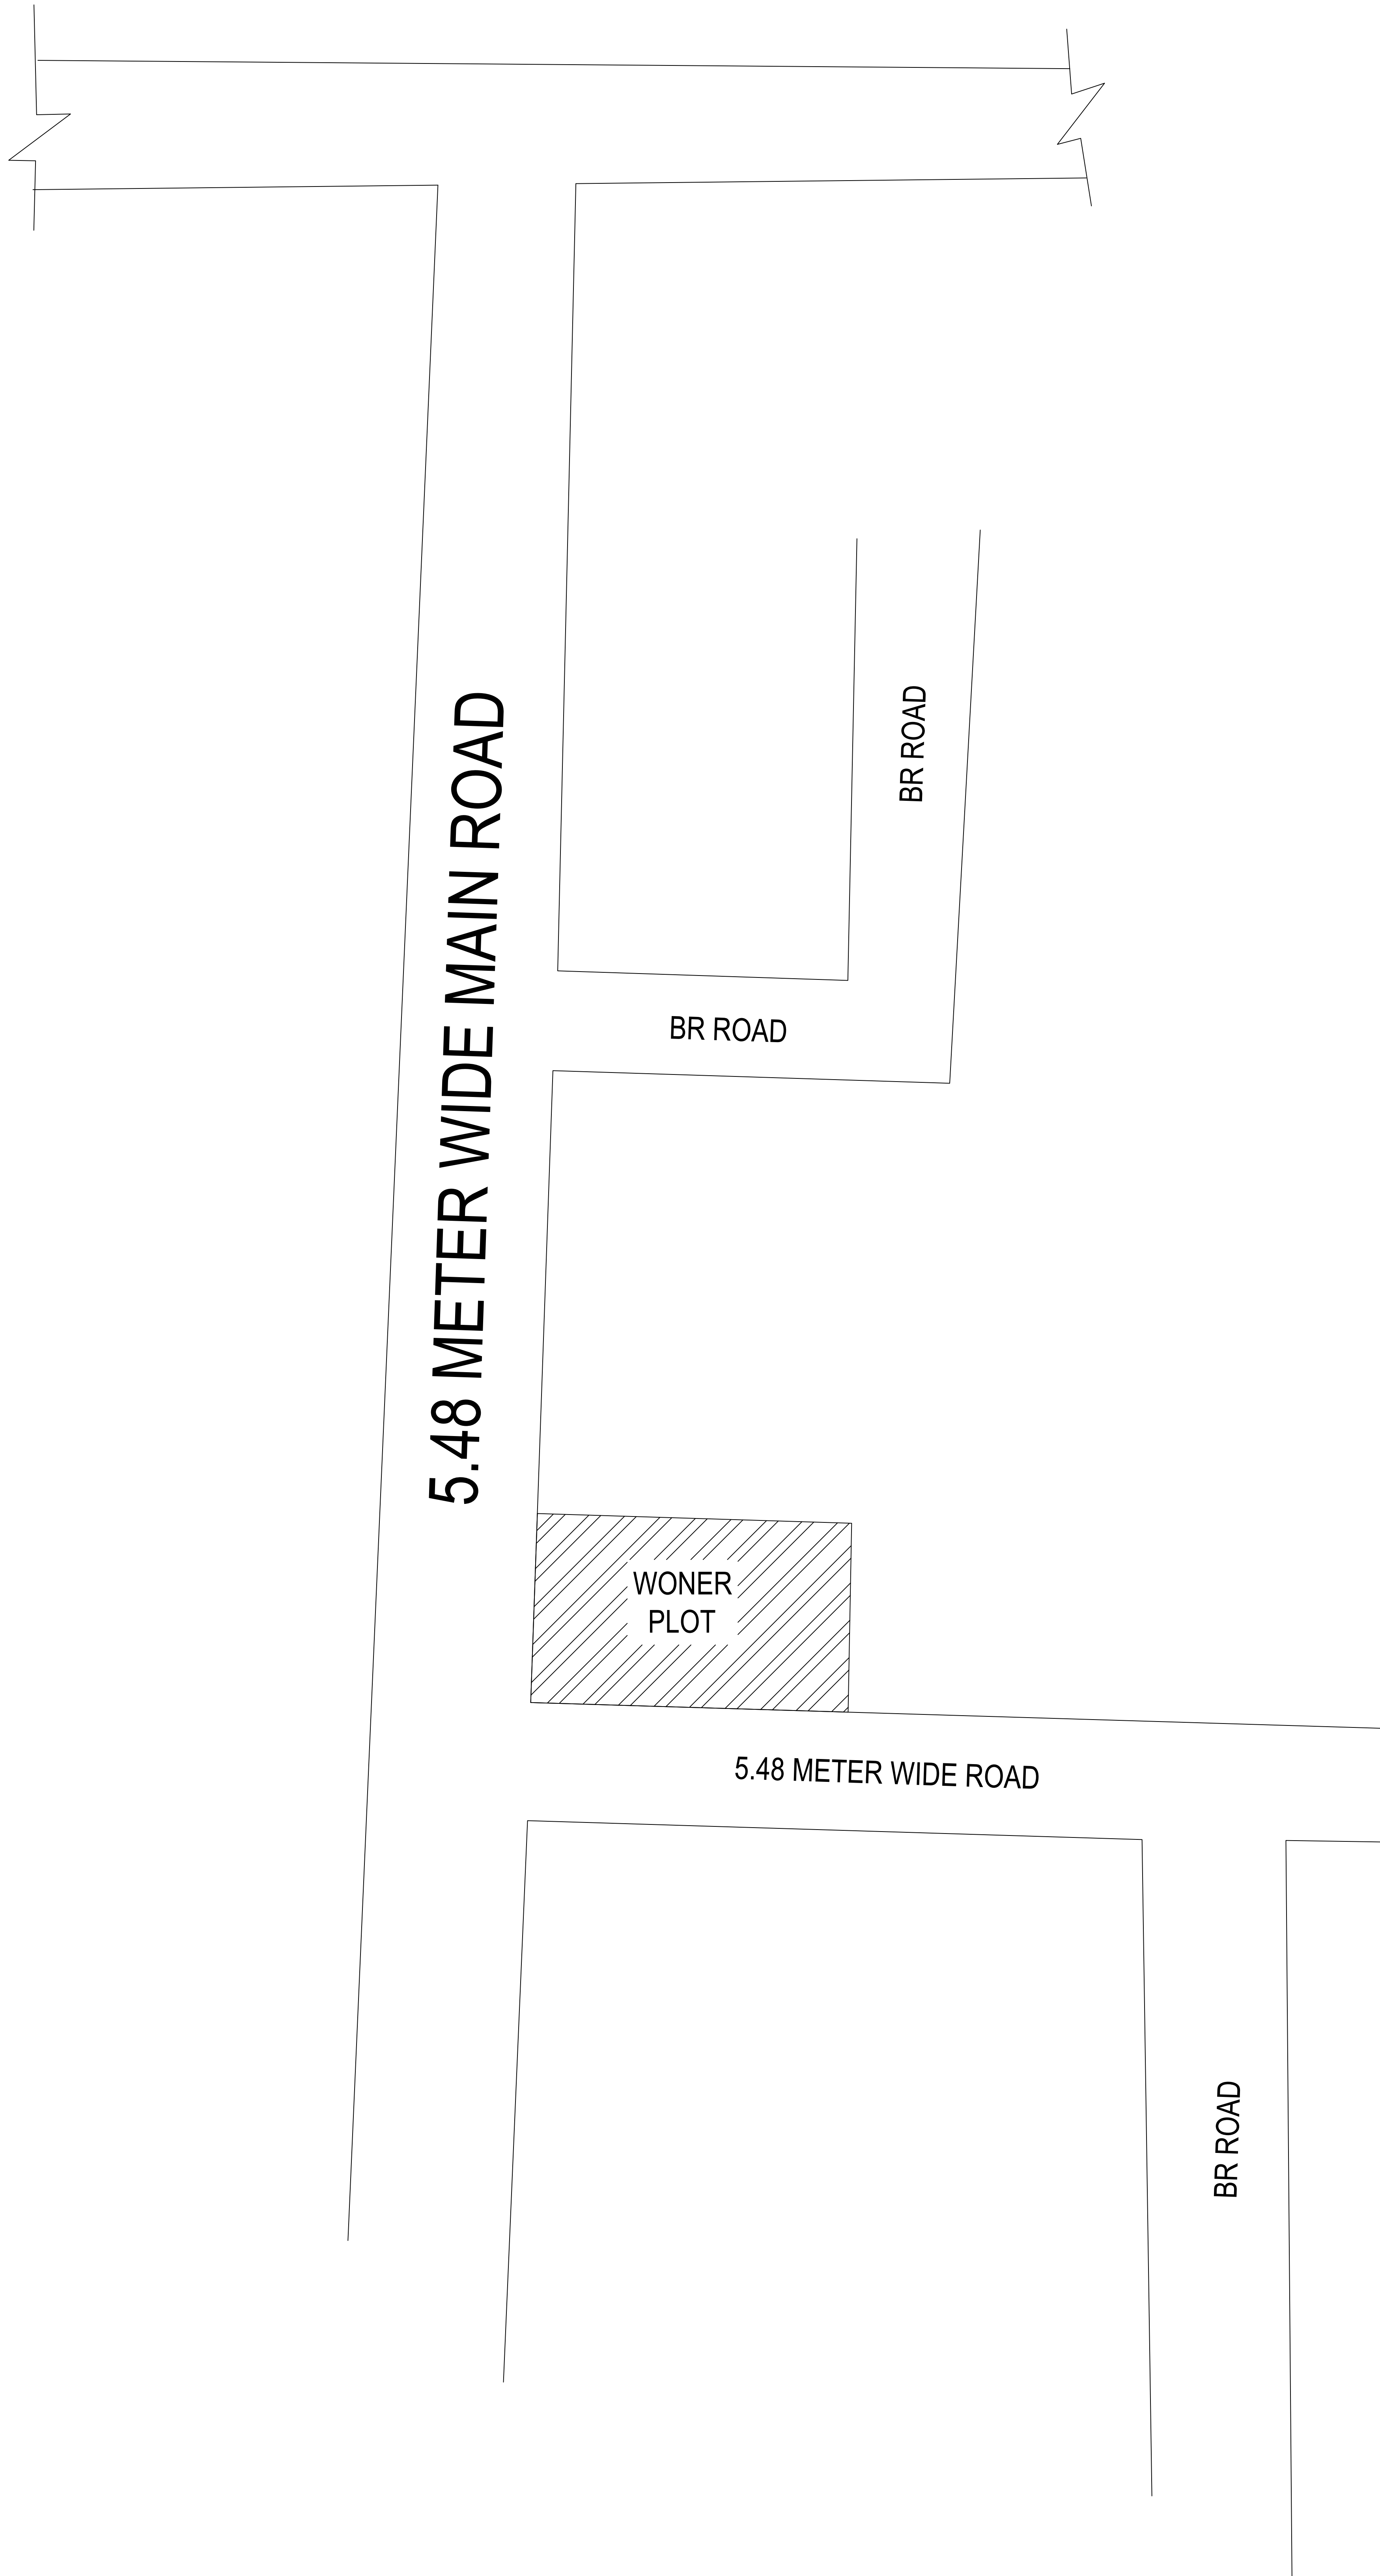 BR ROAD
5.48 METER WIDE MAIN ROAD
BR ROAD
WONER
PLOT
5.48 METER WIDE ROAD
BR ROAD